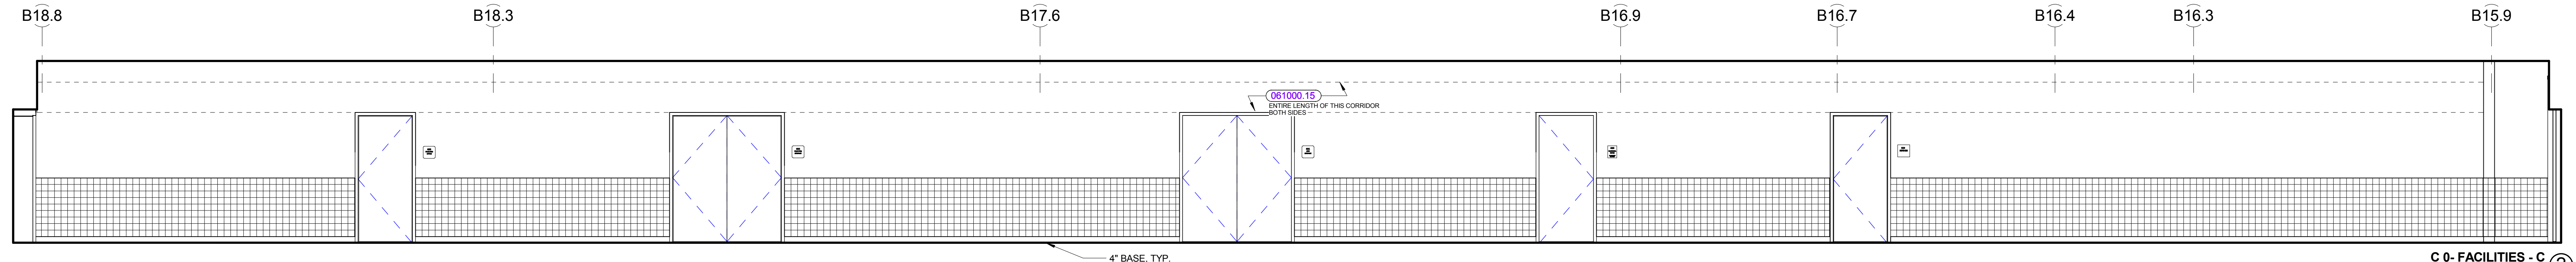 B18.8
B18.3
B17.6
B16.9
B16.7
B16.4
B16.3
B15.9
061000.15
ENTIRE LENGTH OF THIS CORRIDOR
BOTH SIDES
4" BASE, TYP.
C 0- FACILITIES - C